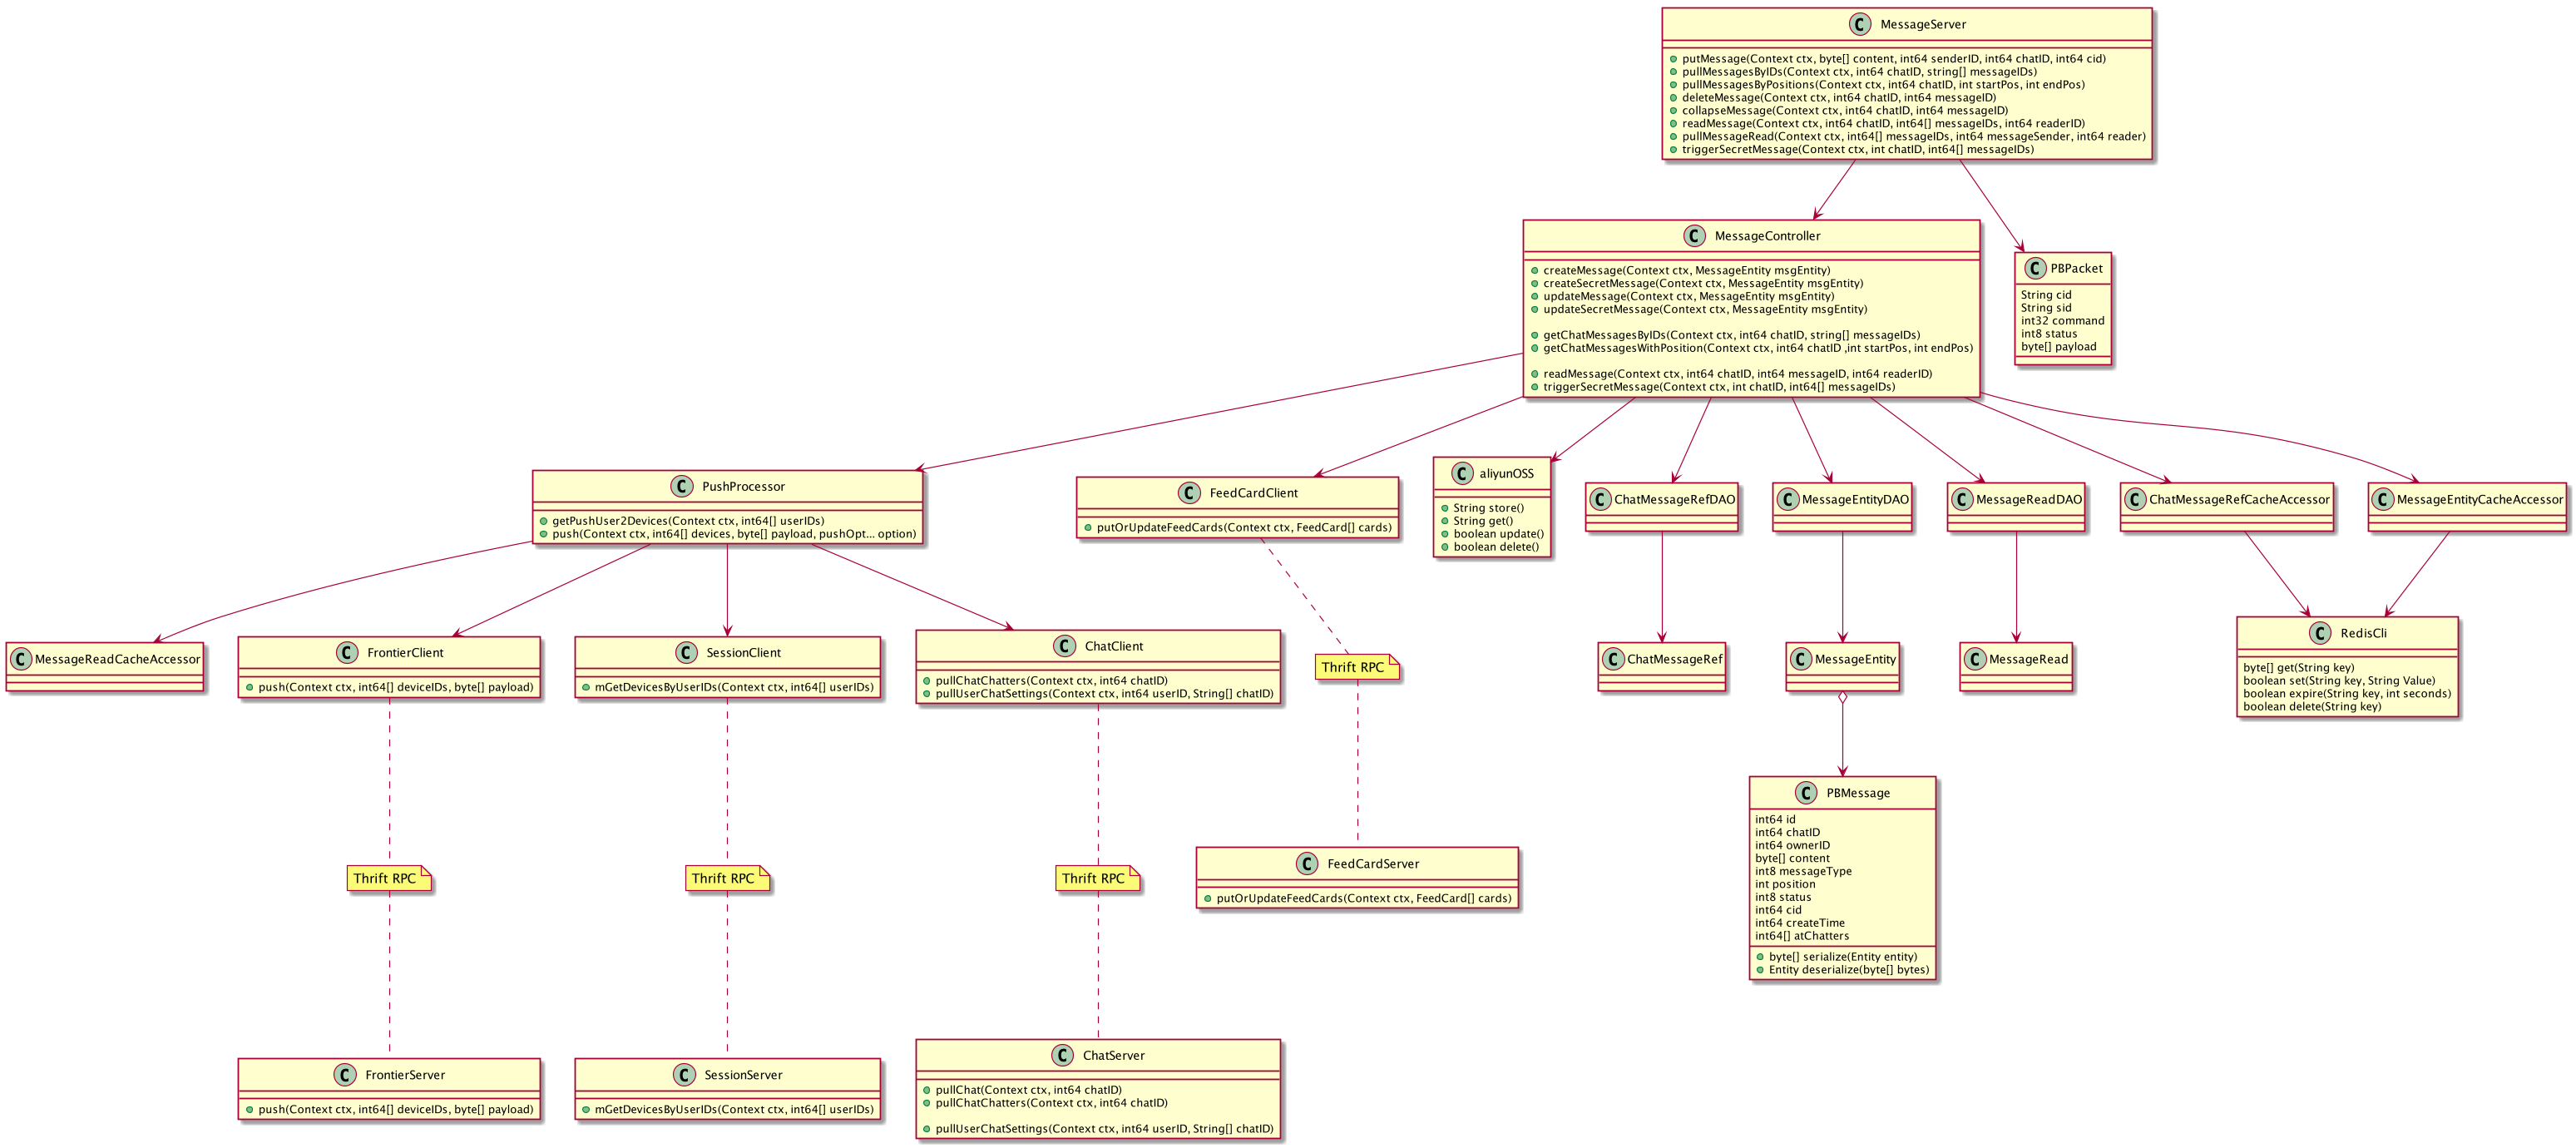 MessageServer
putMessage(Context ctx, byte[] content, int64 senderID, int64 chatID, int64 cid)
pullMessagesByIDs(Context ctx, int64 chatID, string[] messageIDs)
pullMessagesByPositions(Context ctx, int64 chatID, int startPos, int endPos)
deleteMessage(Context ctx, int64 chatID, int64 messageID)
collapseMessage(Context ctx, int64 chatID, int64 messageID)
readMessage(Context ctx, int64 chatID, int64[] messageIDs, int64 readerID)
pullMessageRead(Context ctx, int64[] messageIDs, int64 messageSender, int64 reader)
triggerSecretMessage(Context ctx, int chatID, int64[] messageIDs)
MessageController
createMessage(Context ctx, MessageEntity msgEntity)
createSecretMessage(Context ctx, MessageEntity msgEntity)
updateMessage(Context ctx, MessageEntity msgEntity)
updateSecretMessage(Context ctx, MessageEntity msgEntity)
getChatMessagesByIDs(Context ctx, int64 chatID, string[] messageIDs)
getChatMessagesWithPosition(Context ctx, int64 chatID ,int startPos, int endPos)
readMessage(Context ctx, int64 chatID, int64 messageID, int64 readerID)
triggerSecretMessage(Context ctx, int chatID, int64[] messageIDs)
PBPacket
String cid
String sid
int32 command
int8 status
byte[] payload
PushProcessor
getPushUser2Devices(Context ctx, int64[] userIDs)
push(Context ctx, int64[] devices, byte[] payload, pushOpt... option)
FeedCardClient
putOrUpdateFeedCards(Context ctx, FeedCard[] cards)
aliyunOSS
String store()
String get()
boolean update()
boolean delete()
ChatMessageRefDAO
MessageEntityDAO
MessageReadDAO
ChatMessageRefCacheAccessor
MessageEntityCacheAccessor
MessageReadCacheAccessor
FrontierClient
push(Context ctx, int64[] deviceIDs, byte[] payload)
SessionClient
mGetDevicesByUserIDs(Context ctx, int64[] userIDs)
ChatClient
pullChatChatters(Context ctx, int64 chatID)
pullUserChatSettings(Context ctx, int64 userID, String[] chatID)
Thrift RPC
ChatMessageRef
MessageEntity
MessageRead
RedisCli
byte[] get(String key)
boolean set(String key, String Value)
boolean expire(String key, int seconds)
boolean delete(String key)
Thrift RPC
Thrift RPC
Thrift RPC
FeedCardServer
putOrUpdateFeedCards(Context ctx, FeedCard[] cards)
PBMessage
int64 id
int64 chatID
int64 ownerID
byte[] content
int8 messageType
int position
int8 status
int64 cid
int64 createTime
int64[] atChatters
byte[] serialize(Entity entity)
Entity deserialize(byte[] bytes)
FrontierServer
push(Context ctx, int64[] deviceIDs, byte[] payload)
SessionServer
mGetDevicesByUserIDs(Context ctx, int64[] userIDs)
ChatServer
pullChat(Context ctx, int64 chatID)
pullChatChatters(Context ctx, int64 chatID)
pullUserChatSettings(Context ctx, int64 userID, String[] chatID)